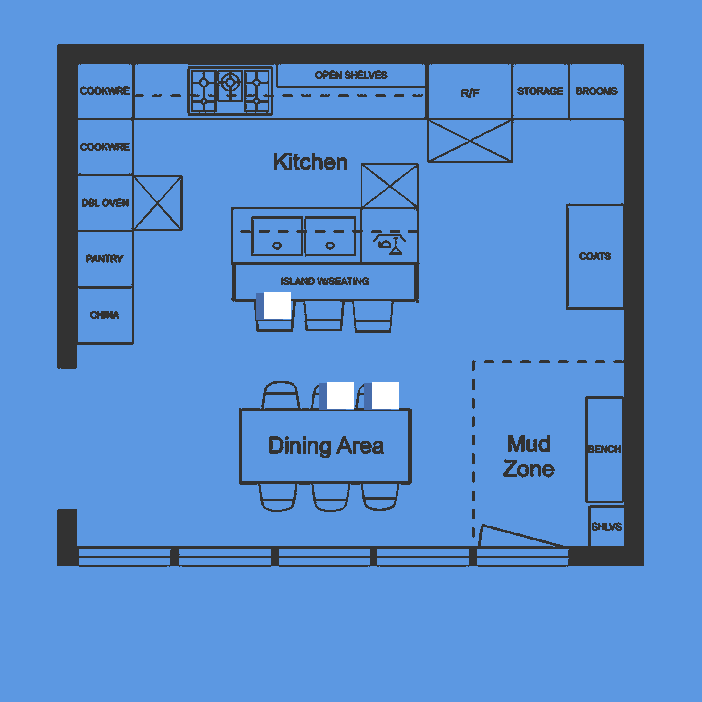 COOKWRE
OPEN SHELVES
R/F
STORAGE
BROOMS
COOKWRE
Kitchen
DBL OVEN
PANTRY
COATS
ISLAND W/SEATING
CHINA
Dining Area
Mud
Zone
BENCH
SHLVS